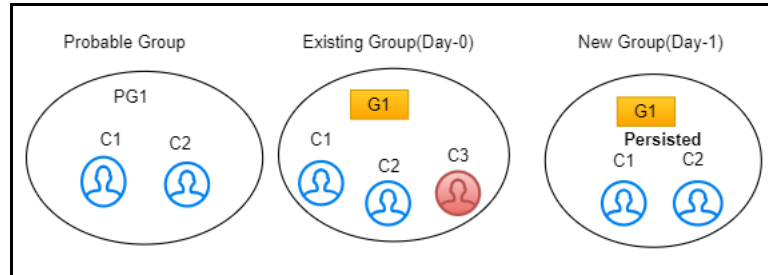 Probable Group
Existing Group(Day-0)
New Group(Day-1)
PG1
C1
C2
G1
C1
C2
C3
G1
Persisted
C1
C2